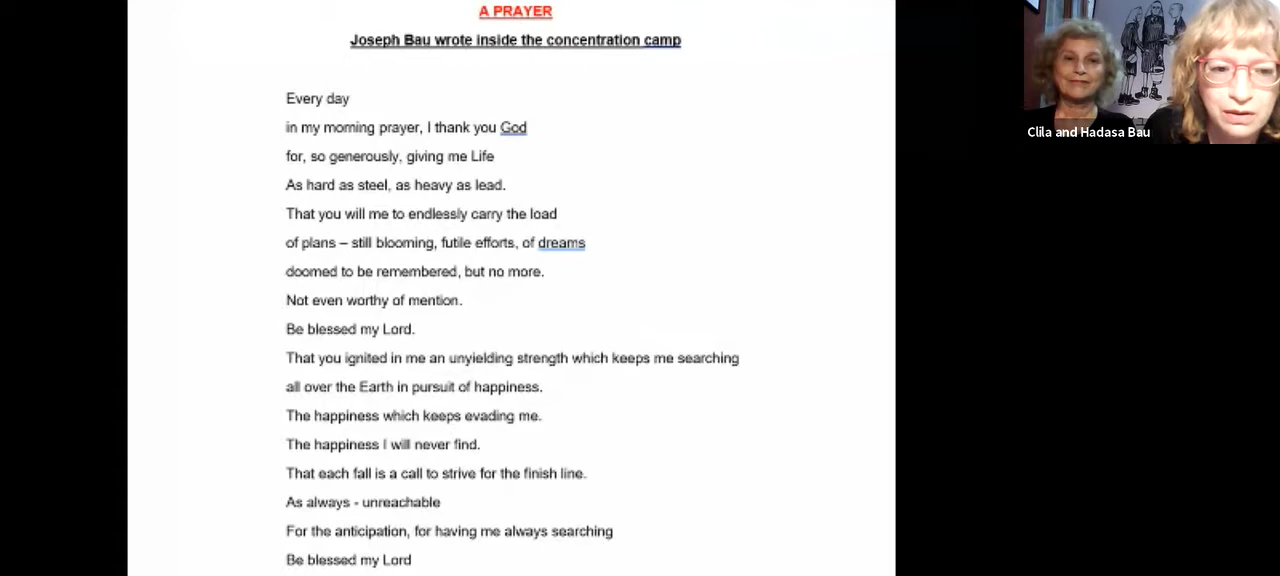 A PRAYER
Joseph Bau wrote inside the concentration camp
Every day
in my morning prayer, I thank you God
for, so generously, giving me Life
As hard as steel, as heavy as lead.
That you will me to endlessly carry the load
of plans – still blooming, futile efforts, of dreams
doomed to be remembered, but no more.
Not even worthy of mention.
Be blessed my Lord.
That you ignited in me an unyielding strength which keeps me searching
all over the Earth in pursuit of happiness.
The happiness which keeps evading me.
The happiness I will never find.
That each fall is a call to strive for the finish line.
As always - unreachable
For the anticipation, for having me always searching
Be blessed my Lord
Clila and Hadasa Bau